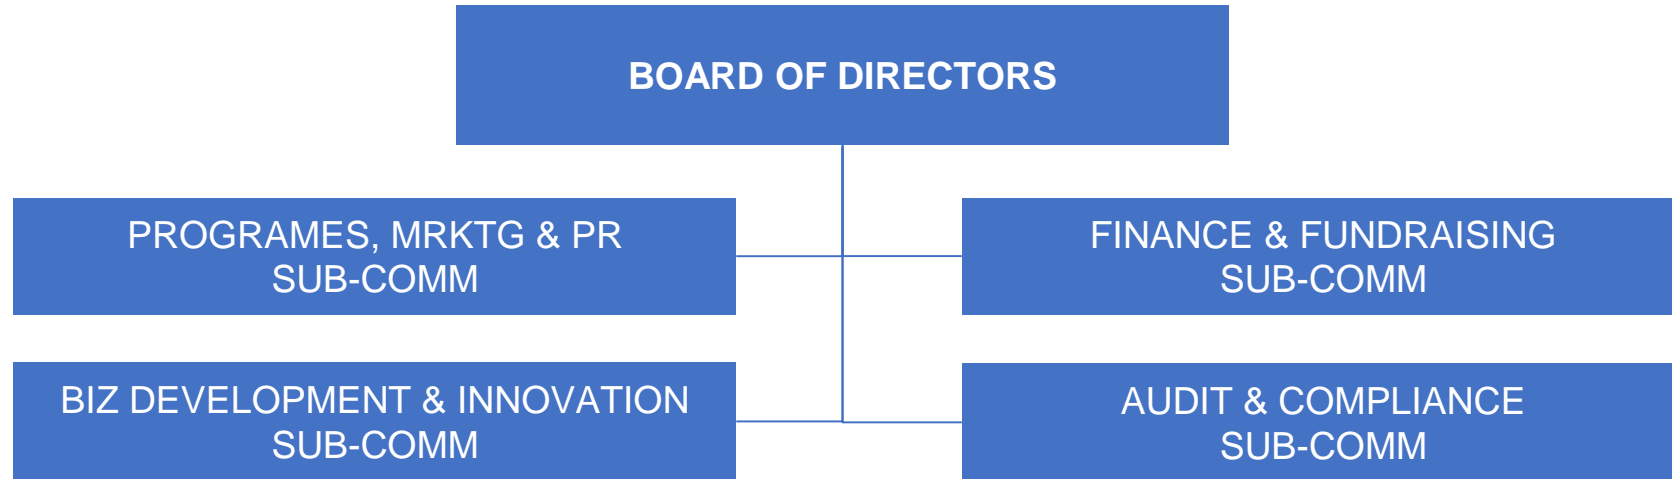 BOARD OF DIRECTORS
PROGRAMES, MRKTG & PR
SUB-COMM
FINANCE & FUNDRAISING
SUB-COMM
BIZ DEVELOPMENT & INNOVATION
SUB-COMM
AUDIT & COMPLIANCE
SUB-COMM